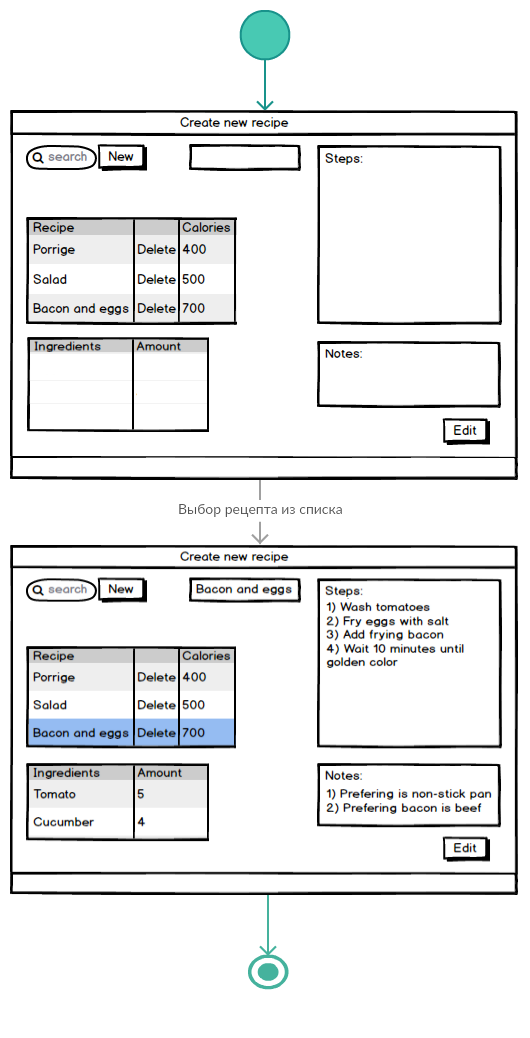 Create new recipe
search
New
Steps:
Recipe Calories
Porrige Delete 400
Salad Delete 500
Bacon and eggs Delete 700
Ingredients Amount
Notes:
Edit
Выбор рецепта из списка
Create new recipe
search
New
Bacon and eggs
Steps:
1) Wash tomatoes
2) Fry eggs with salt
3) Add frying bacon
4) Wait 10 minutes until
golden color
Recipe Calories
Porrige Delete 400
Salad Delete 500
Bacon and eggs Delete 700
Ingredients Amount
Tomato 5
Cucumber 4
Notes:
1) Prefering is non-stick pan
2) Prefering bacon is beef
Edit